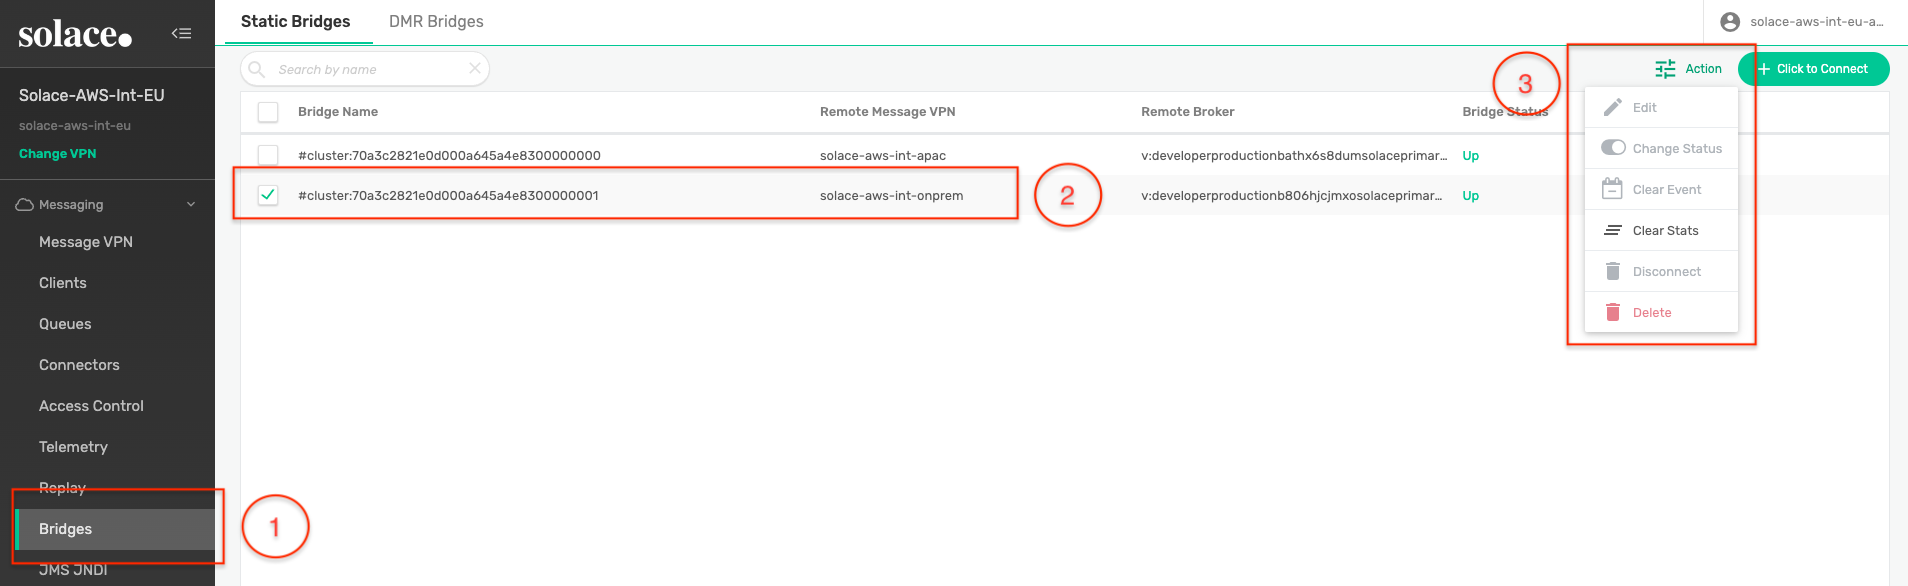 solace.
Static Bridges
DMR Bridges
solace-aws-int-eu-a...
Solace-AWS-Int-EU
solace-aws-int-eu
Change VPN
Messaging
Message VPN
Clients
Queues
Connectors
Access Control
Telemetry
Replay
Bridges
JMS JNDI
1
Search by name
3
Action
+ Click to Connect
Bridge Name Remote Message VPN Remote Broker Bridge Status
#cluster:70a3c2821e0d000a645a4e8300000000 solace-aws-int-apac v:developerproductionbathx6s8dumsolaceprimar... Up
#cluster:70a3c2821e0d000a645a4e8300000001 solace-aws-int-onprem 2 v:developerproductionb806hjcjmxosolaceprimar... Up
Edit
Change Status
Clear Event
Clear Stats
Disconnect
Delete